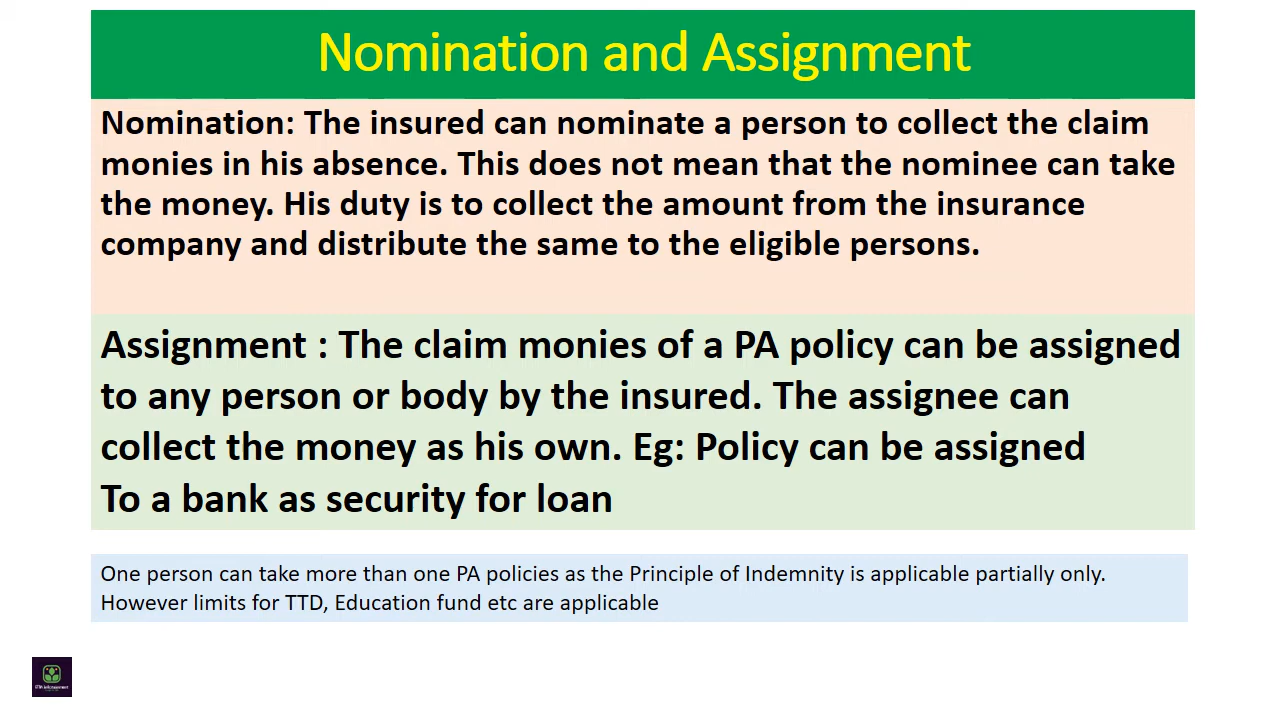 Nomination and Assignment
Nomination: The insured can nominate a person to collect the claim
monies in his absence. This does not mean that the nominee can take
the money. His duty is to collect the amount from the insurance
company and distribute the same to the eligible persons.
Assignment : The claim monies of a PA policy can be assigned
to any person or body by the insured. The assignee can
collect the money as his own. Eg: Policy can be assigned
To a bank as security for loan
One person can take more than one PA policies as the Principle of Indemnity is applicable partially only.
However limits for TTD, Education fund etc are applicable